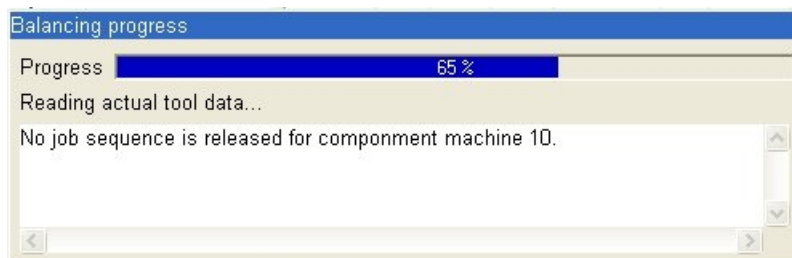 Balancing progress
Progress 65 %
Reading actual tool data...
No job sequence is released for componment machine 10.